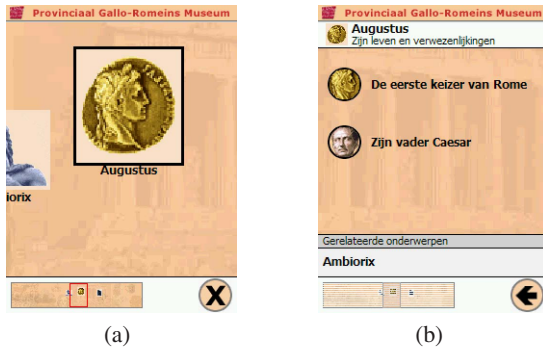 Provinciaal Gallo-Romeins Museum
Augustus
iorix
X
(a)
Provinciaal Gallo-Romeins Museum
Augustus
Zijn leven en verwezenlijkingen
De eerste keizer van Rome
Zijn vader Caesar
Gerelateerde onderwerpen
Ambiorix
(b)